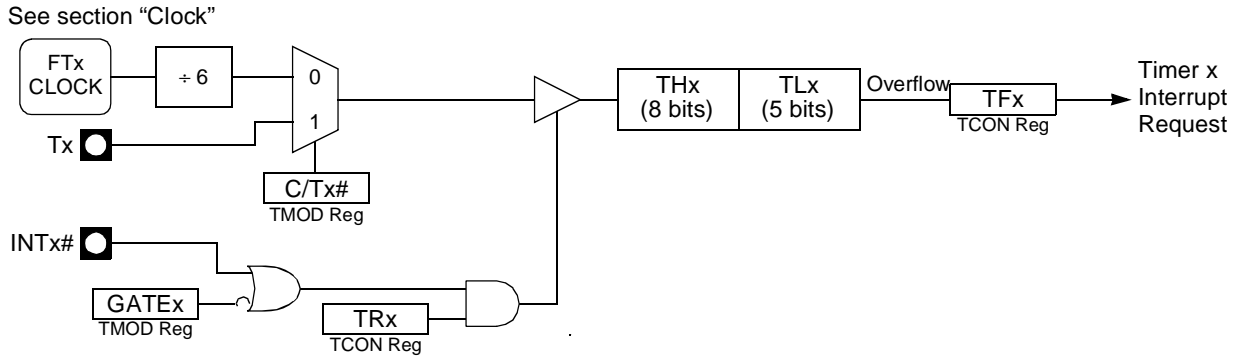 See section “Clock”
FTx
CLOCK
÷ 6
0
1
Tx
C/Tx#
TMOD Reg
THx
(8 bits)
TLx
(5 bits)
Overflow
TFx
TCON Reg
Timer x
Interrupt
Request
INTx#
GATEx
TMOD Reg
TRx
TCON Reg